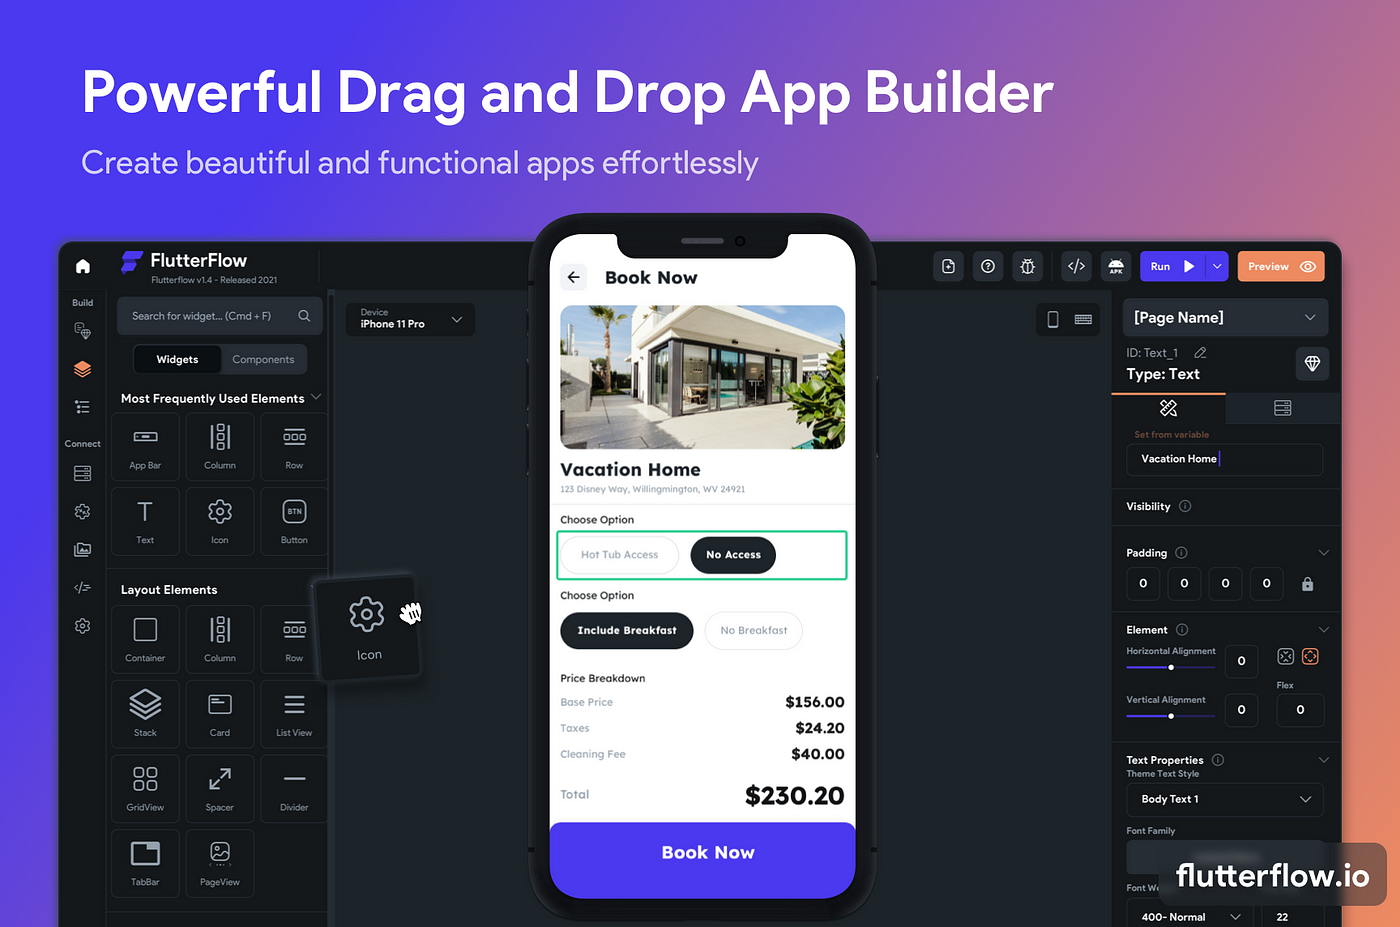 Powerful Drag and Drop App Builder
Create beautiful and functional apps effortlessly
FlutterFlow
Flutterflow v1.4 - Released 2021
Build
Connect
Search for widget... (Cmd + F)
Widgets
Components
Most Frequently Used Elements
App Bar
Column
Row
Text
Icon
BTN
Button
Layout Elements
Container
Column
Row
Stack
Card
List View
GridView
Spacer
Divider
TabBar
PageView
Icon
Device
iPhone 11 Pro
Book Now
Vacation Home
123 Disney Way, Willingmington, WV 24921
Choose Option
Hot Tub Access
No Access
Choose Option
Include Breakfast
No Breakfast
Price Breakdown
Base Price $156.00
Taxes $24.20
Cleaning Fee $40.00
Total $230.20
Book Now
APK
Run
Preview
[Page Name]
ID: Text_1
Type: Text
Set from variable
Vacation Home
Visibility
Padding
0 0 0 0
Element
Horizontal Alignment
0
Flex
Vertical Alignment
0
0
Text Properties
Theme Text Style
Body Text 1
Font Family
Font We
400- Normal
22
flutterflow.io